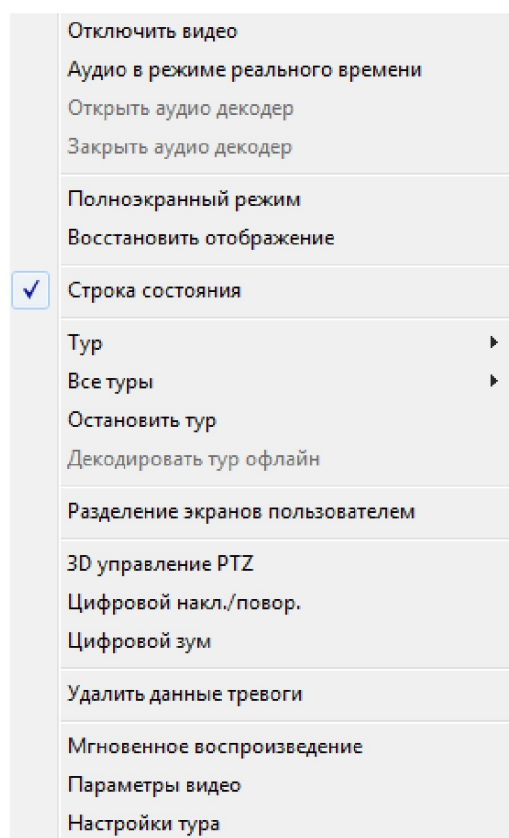 Отключить видео
Аудио в режиме реального времени
Открыть аудио декодер
Закрыть аудио декодер
Полноэкранный режим
Восстановить отображение
Строка состояния
Тур
Все туры
Остановить тур
Декодировать тур офлайн
Разделение экранов пользователем
3D управление PTZ
Цифровой накл./повор.
Цифровой зум
Удалить данные тревоги
Мгновенное воспроизведение
Параметры видео
Настройки тура